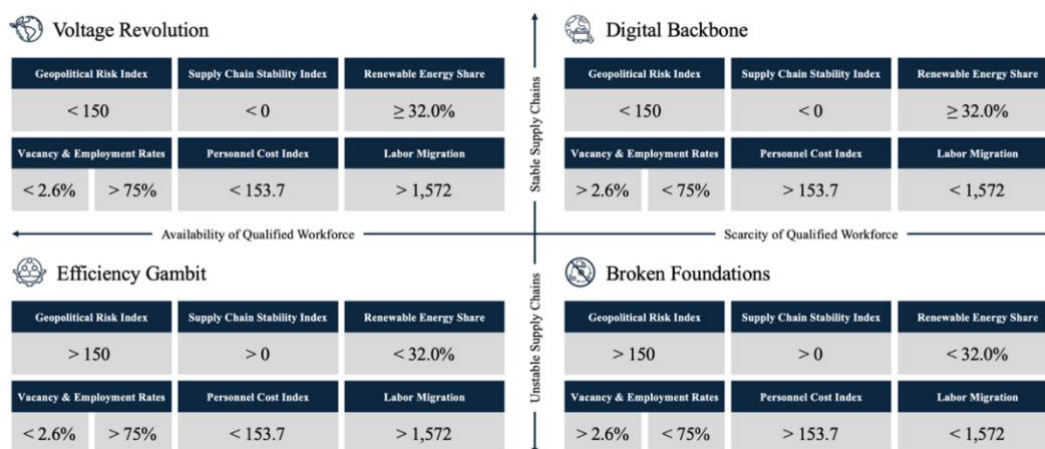 Voltage Revolution
Geopolitical Risk Index Supply Chain Stability Index Renewable Energy Share
< 150 < 0 ≥ 32.0%
Vacancy & Employment Rates Personnel Cost Index Labor Migration
< 2.6% > 75% < 153.7 > 1,572
Stable Supply Chains
Digital Backbone
Geopolitical Risk Index Supply Chain Stability Index Renewable Energy Share
< 150 < 0 ≥ 32.0%
Vacancy & Employment Rates Personnel Cost Index Labor Migration
> 2.6% < 75% > 153.7 < 1,572
Availability of Qualified Workforce
Scarcity of Qualified Workforce
Efficiency Gambit
Geopolitical Risk Index Supply Chain Stability Index Renewable Energy Share
> 150 > 0 < 32.0%
Vacancy & Employment Rates Personnel Cost Index Labor Migration
< 2.6% > 75% < 153.7 > 1,572
Unstable Supply Chains
Broken Foundations
Geopolitical Risk Index Supply Chain Stability Index Renewable Energy Share
> 150 > 0 < 32.0%
Vacancy & Employment Rates Personnel Cost Index Labor Migration
> 2.6% < 75% > 153.7 < 1,572